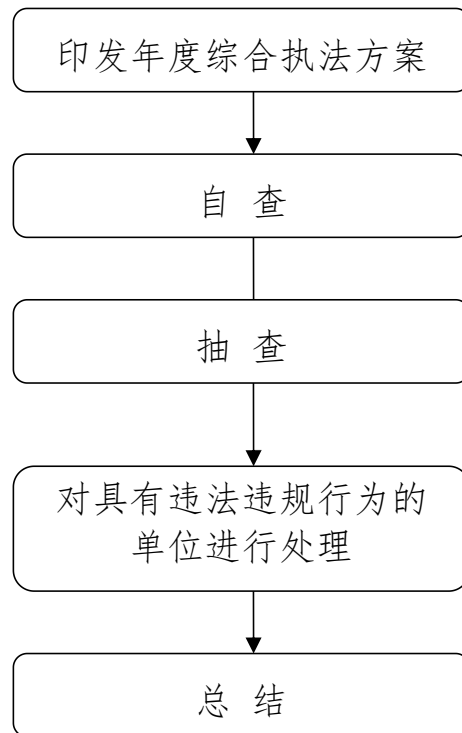 印发年度综合执法方案
自 查
抽 查
对具有违法违规行为的
单位进行处理
总 结